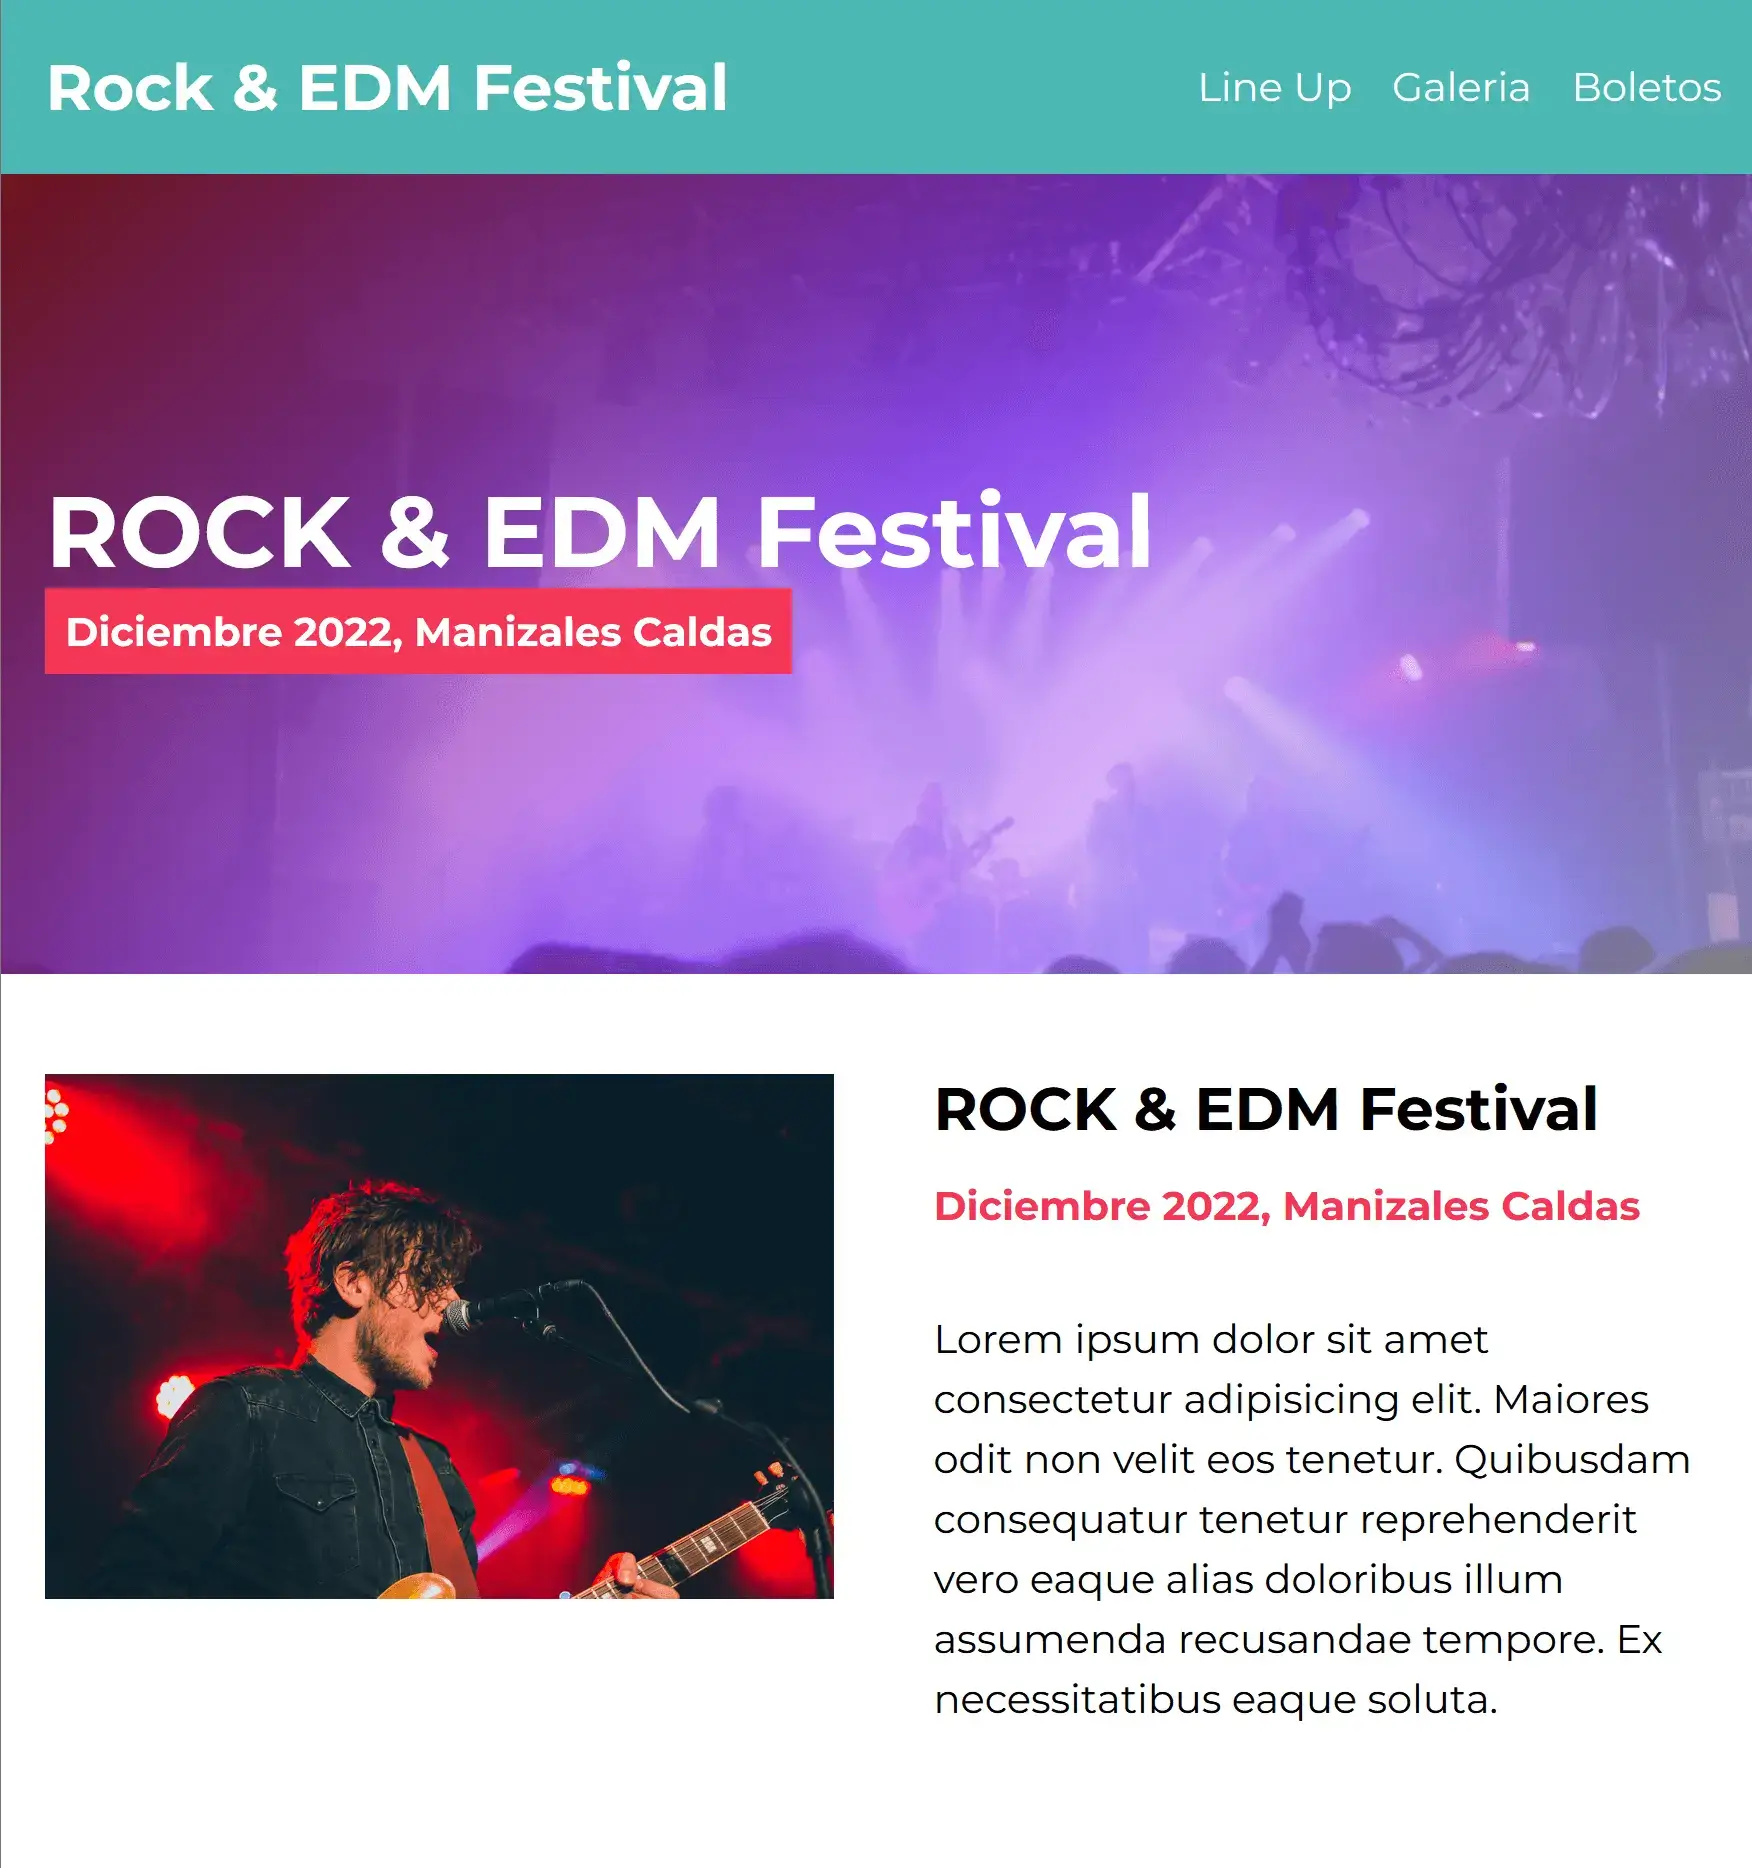 Rock & EDM Festival
Line Up Galeria Boletos
ROCK & EDM Festival
Diciembre 2022, Manizales Caldas
ROCK & EDM Festival
Diciembre 2022, Manizales Caldas
Lorem ipsum dolor sit amet
consectetur adipisicing elit. Maiores
odit non velit eos tenetur. Quibusdam
consequatur tenetur reprehenderit
vero eaque alias doloribus illum
assumenda recusandae tempore. Ex
necessitatibus eaque soluta.